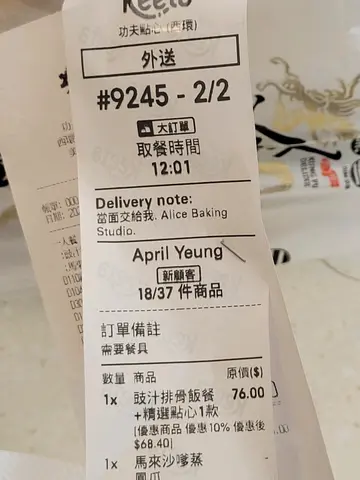 Keeta
功夫點心 (西環)
外送
#9245 - 2/2
大訂單
取餐時間
12:01
Delivery note:
當面交給我. Alice Baking
Studio.
April Yeung
新顧客
18/37 件商品
訂單備註
需要餐具
數量 商品 原價($)
1x 豉汁排骨飯餐 76.00
+精選點心1款
[優惠商品 優惠10% 優惠後
$68.40]
1x 馬來沙嗲蒸